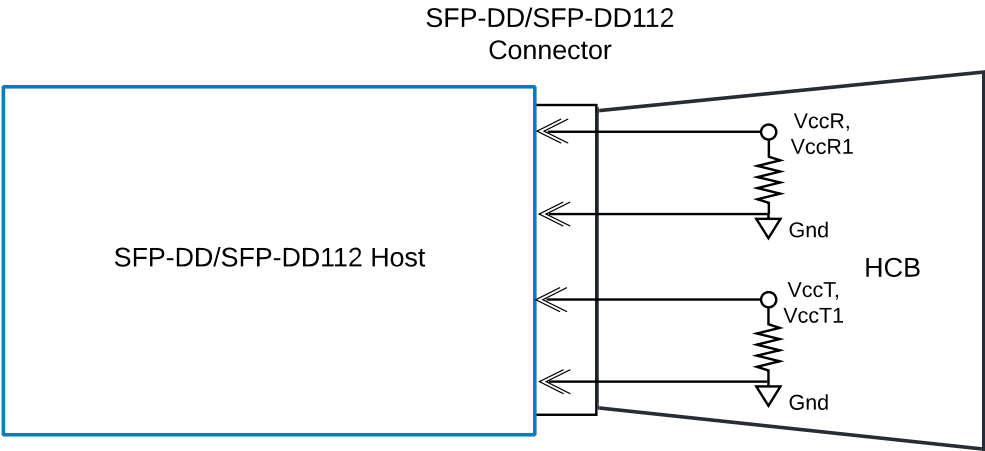 SFP-DD/SFP-DD112
Connector
VccR,
VccR1
Gnd
SFP-DD/SFP-DD112 Host
HCB
VccT,
VccT1
Gnd